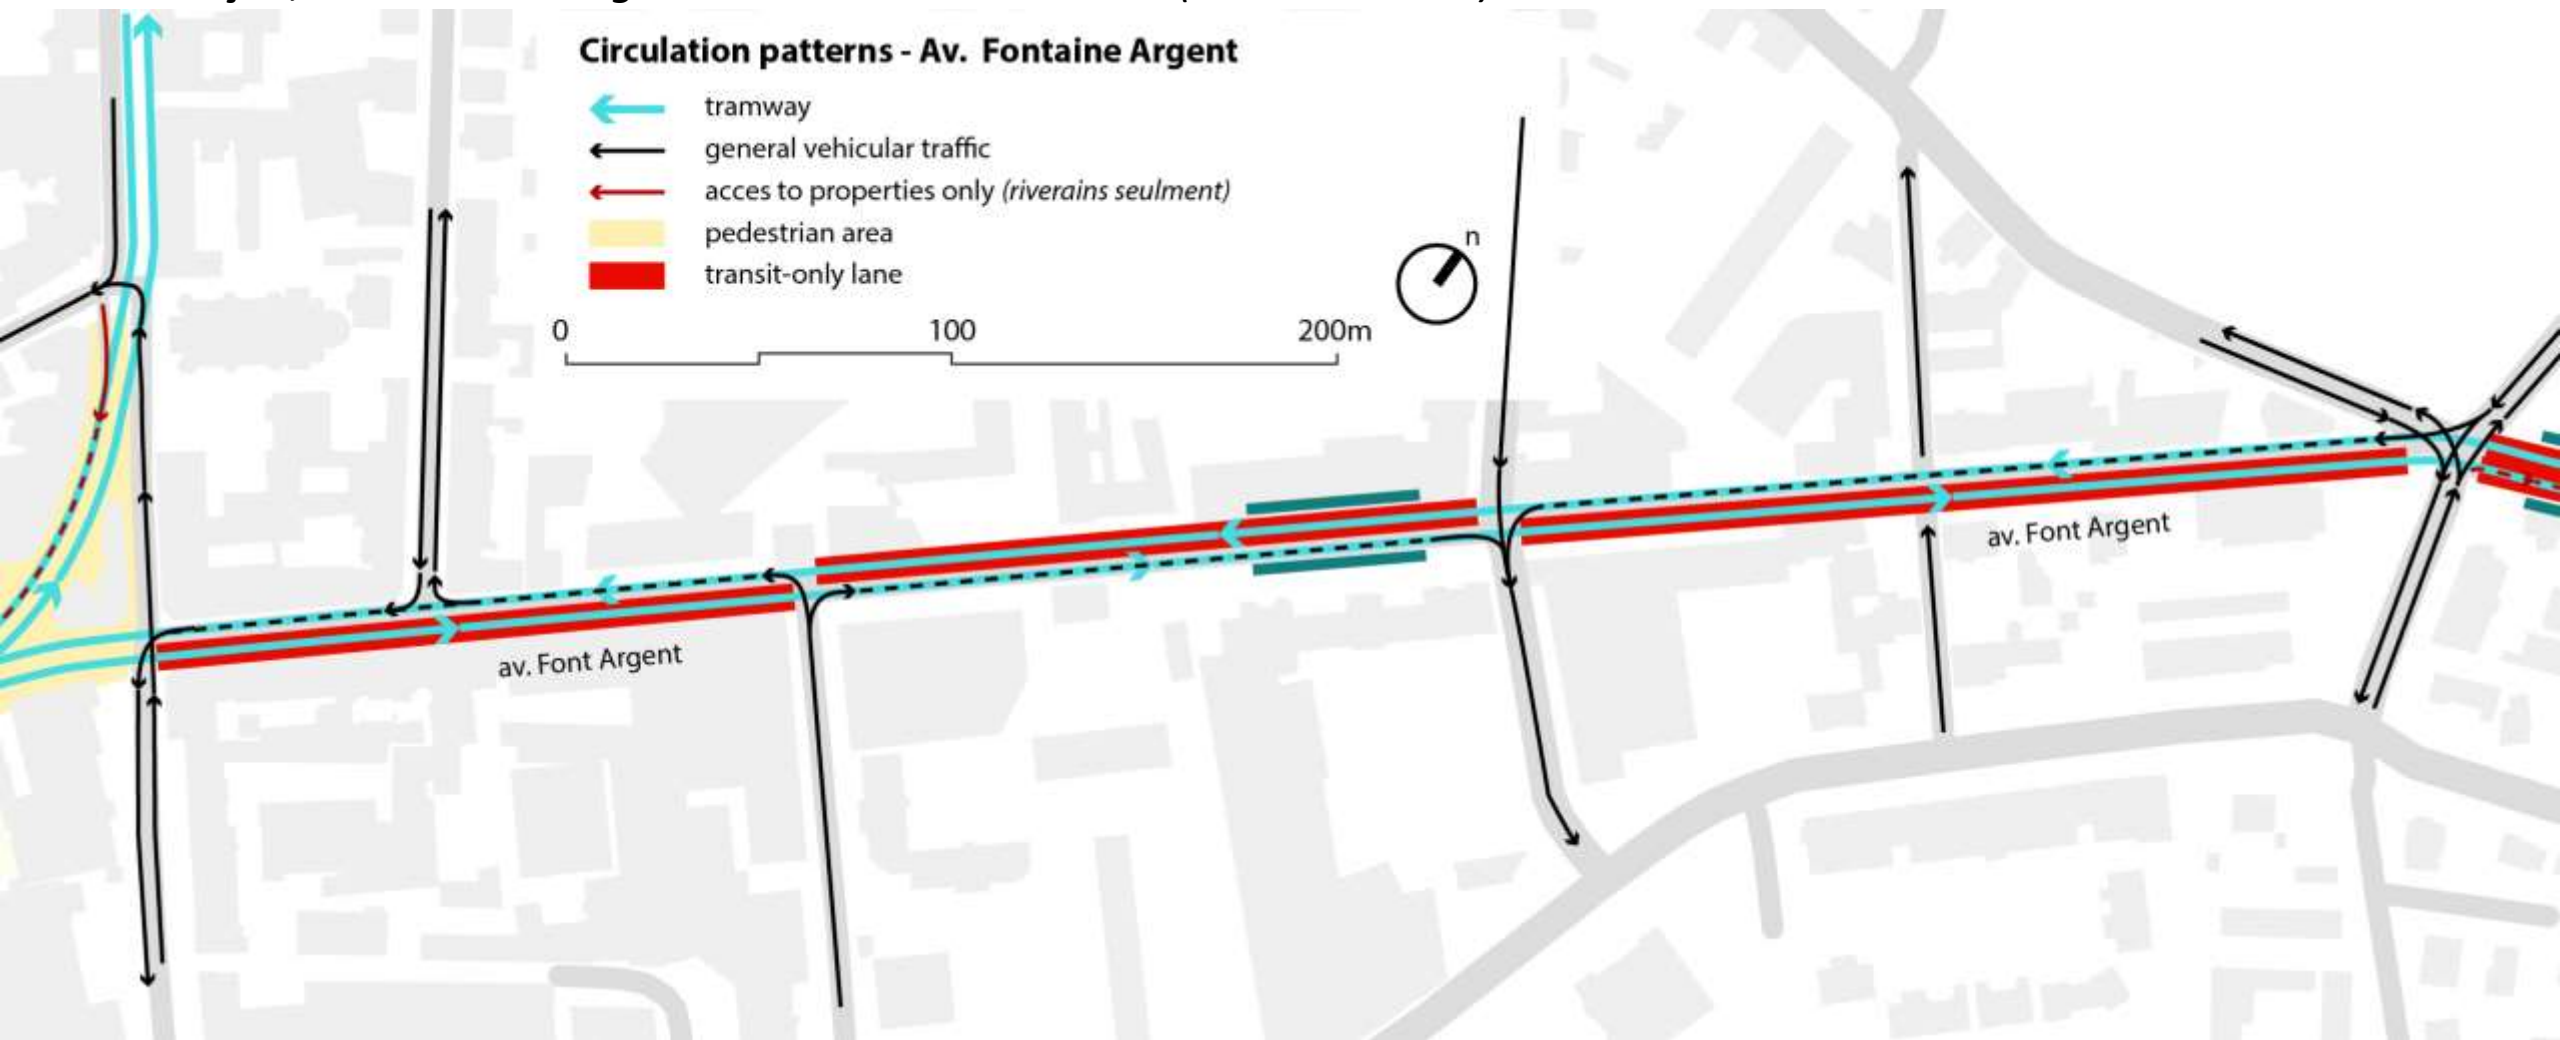 Circulation patterns - Av. Fontaine Argent
tramway
general vehicular traffic
acces to properties only (riverains seulment)
pedestrian area
transit-only lane
n
0 100 200m
av. Font Argent
av. Font Argent